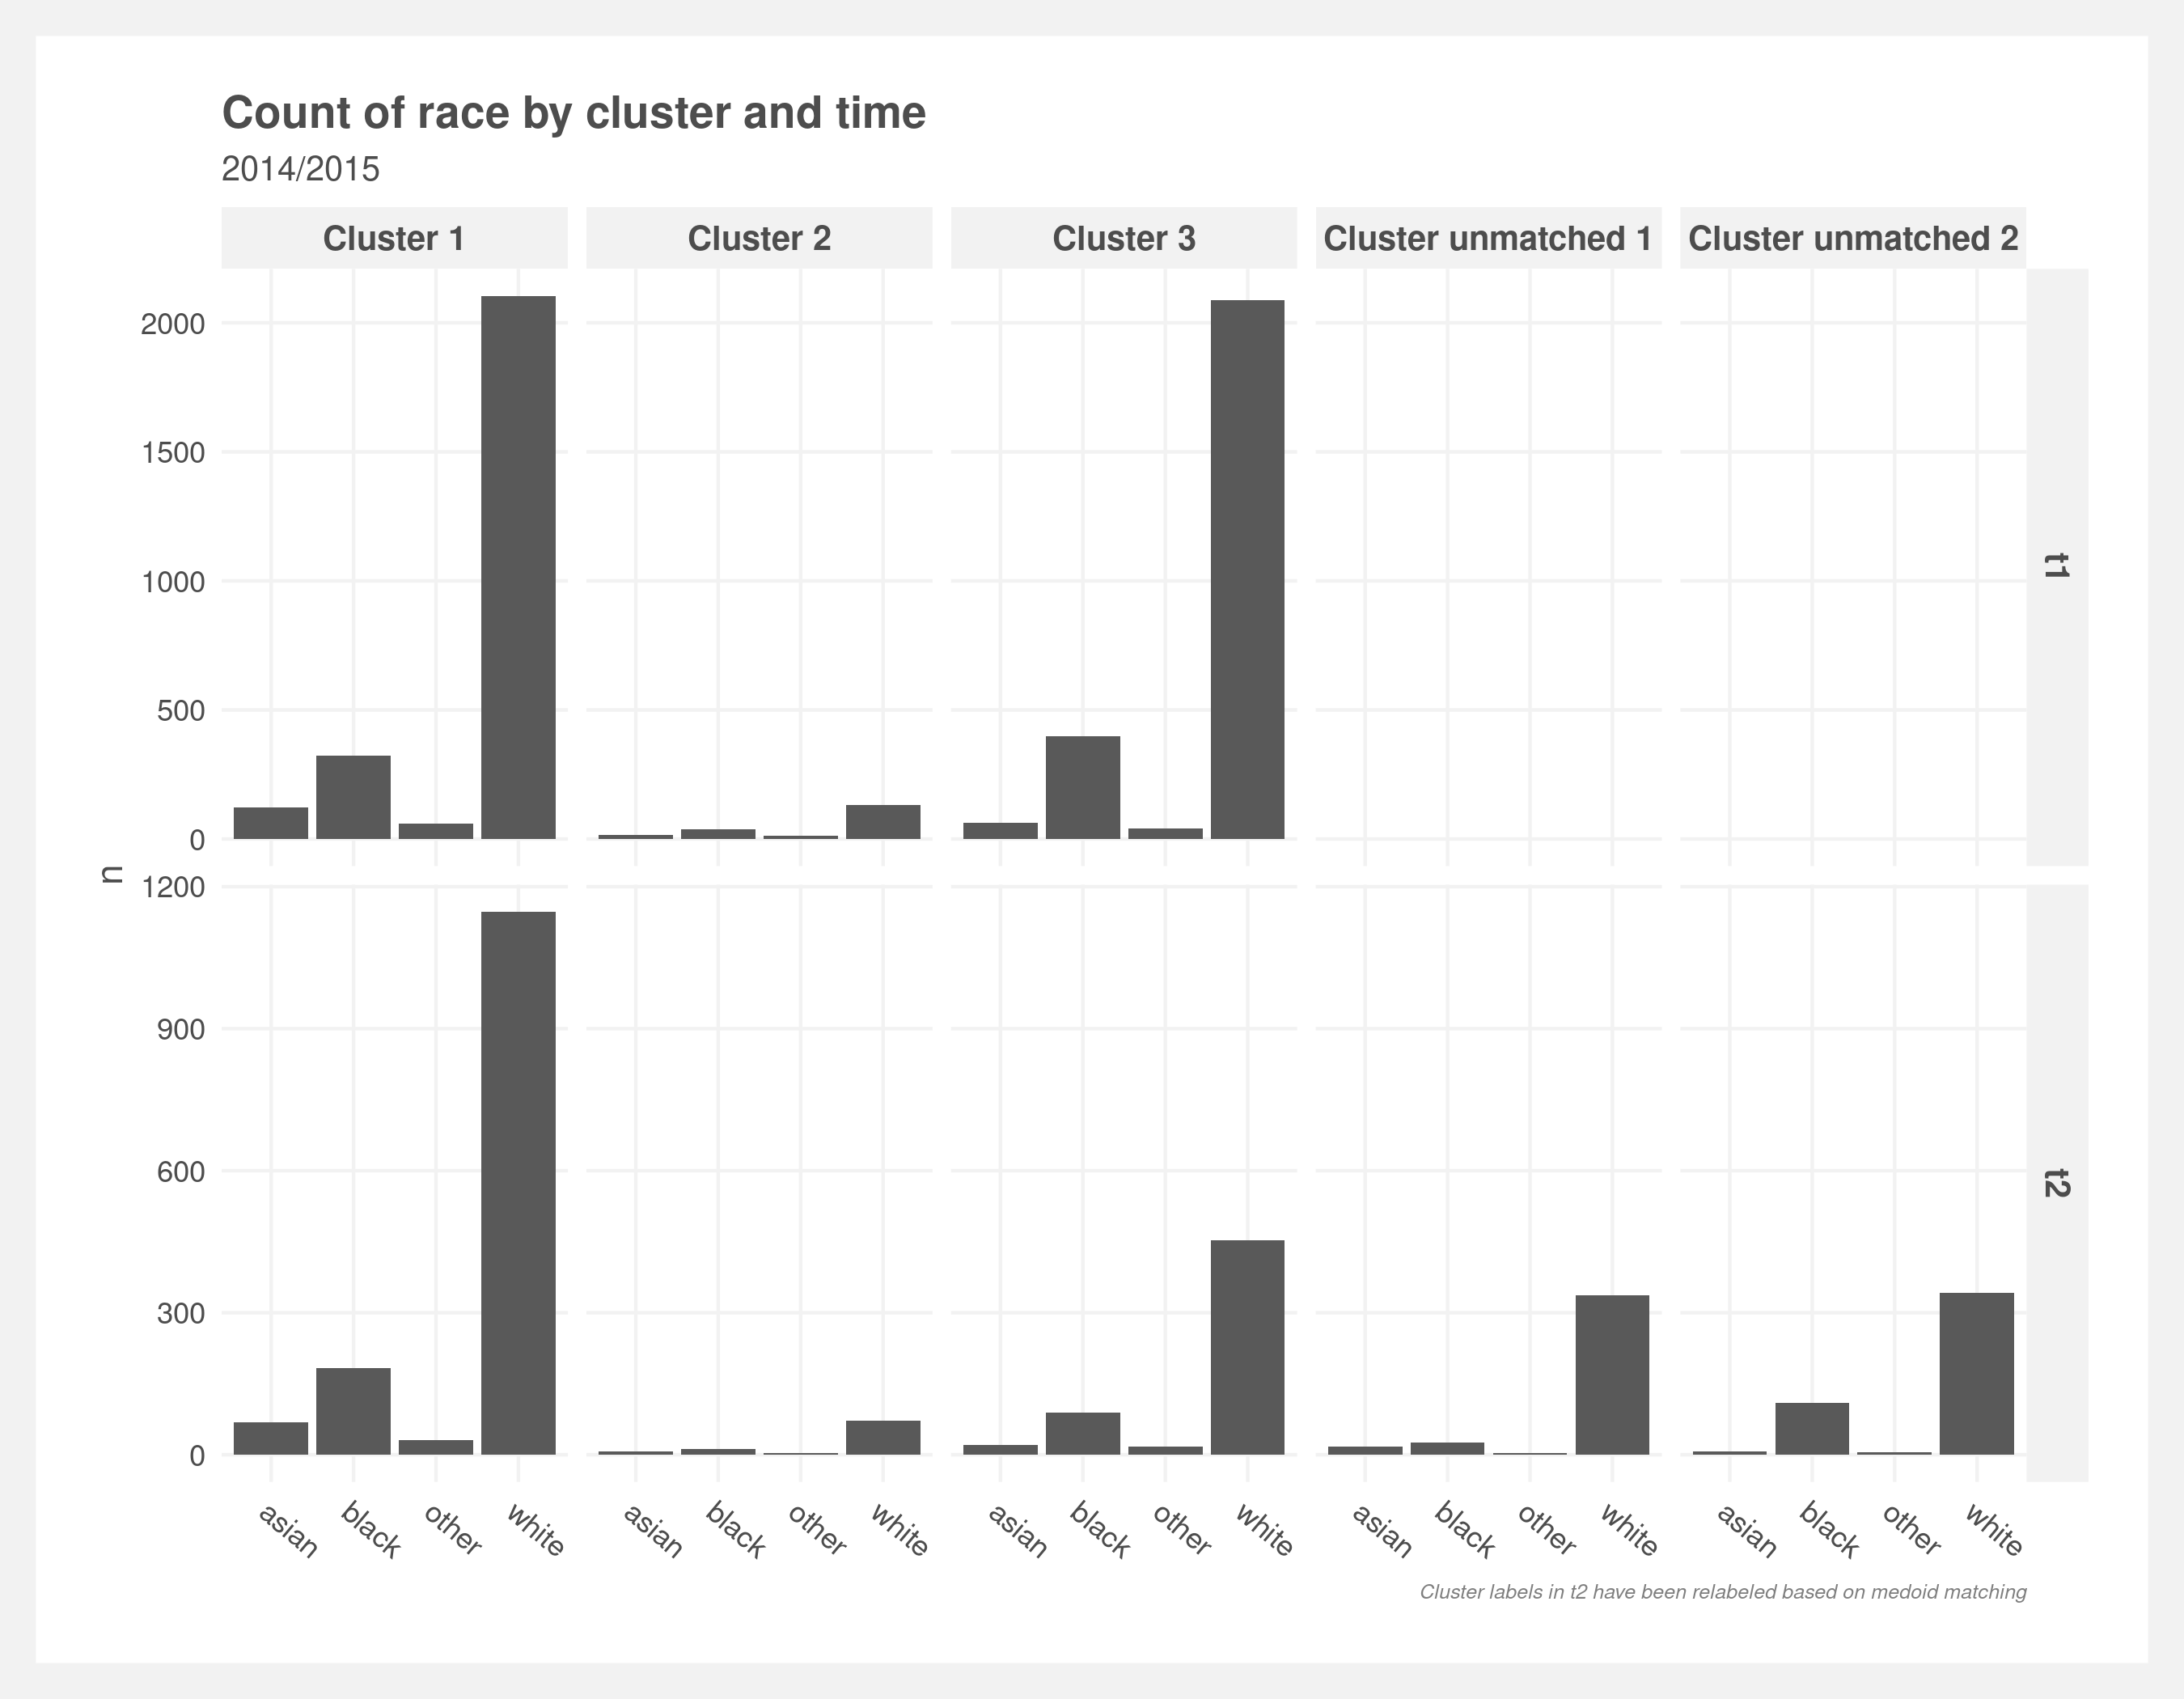 Count of race by cluster and time
2014/2015
Cluster 1 Cluster 2 Cluster 3 Cluster unmatched 1 Cluster unmatched 2
2000
1500
1000
500
0
t1
n
1200
900
600
300
0
t2
asian black other white asian black other white asian black other white asian black other white asian black other white
Cluster labels in t2 have been relabeled based on medoid matching